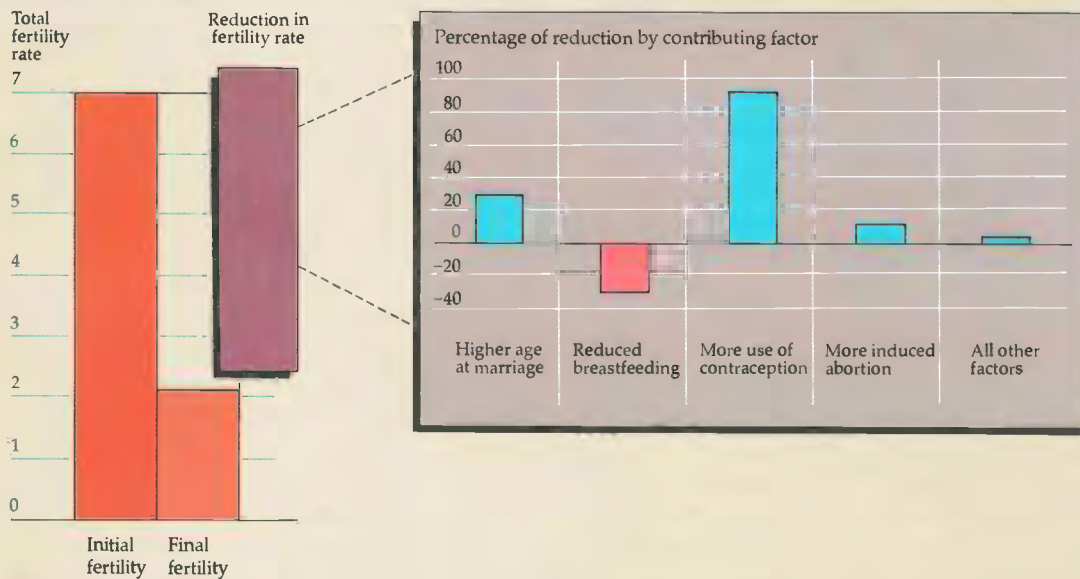 Total
fertility
rate
Reduction in
fertility rate
7
6
5
4
3
2
1
0
Initial
fertility
Final
fertility
Percentage of reduction by contributing factor
100
80
60
40
20
0
−20
−40
Higher age
at marriage
Reduced
breastfeeding
More use of
contraception
More induced
abortion
All other
factors